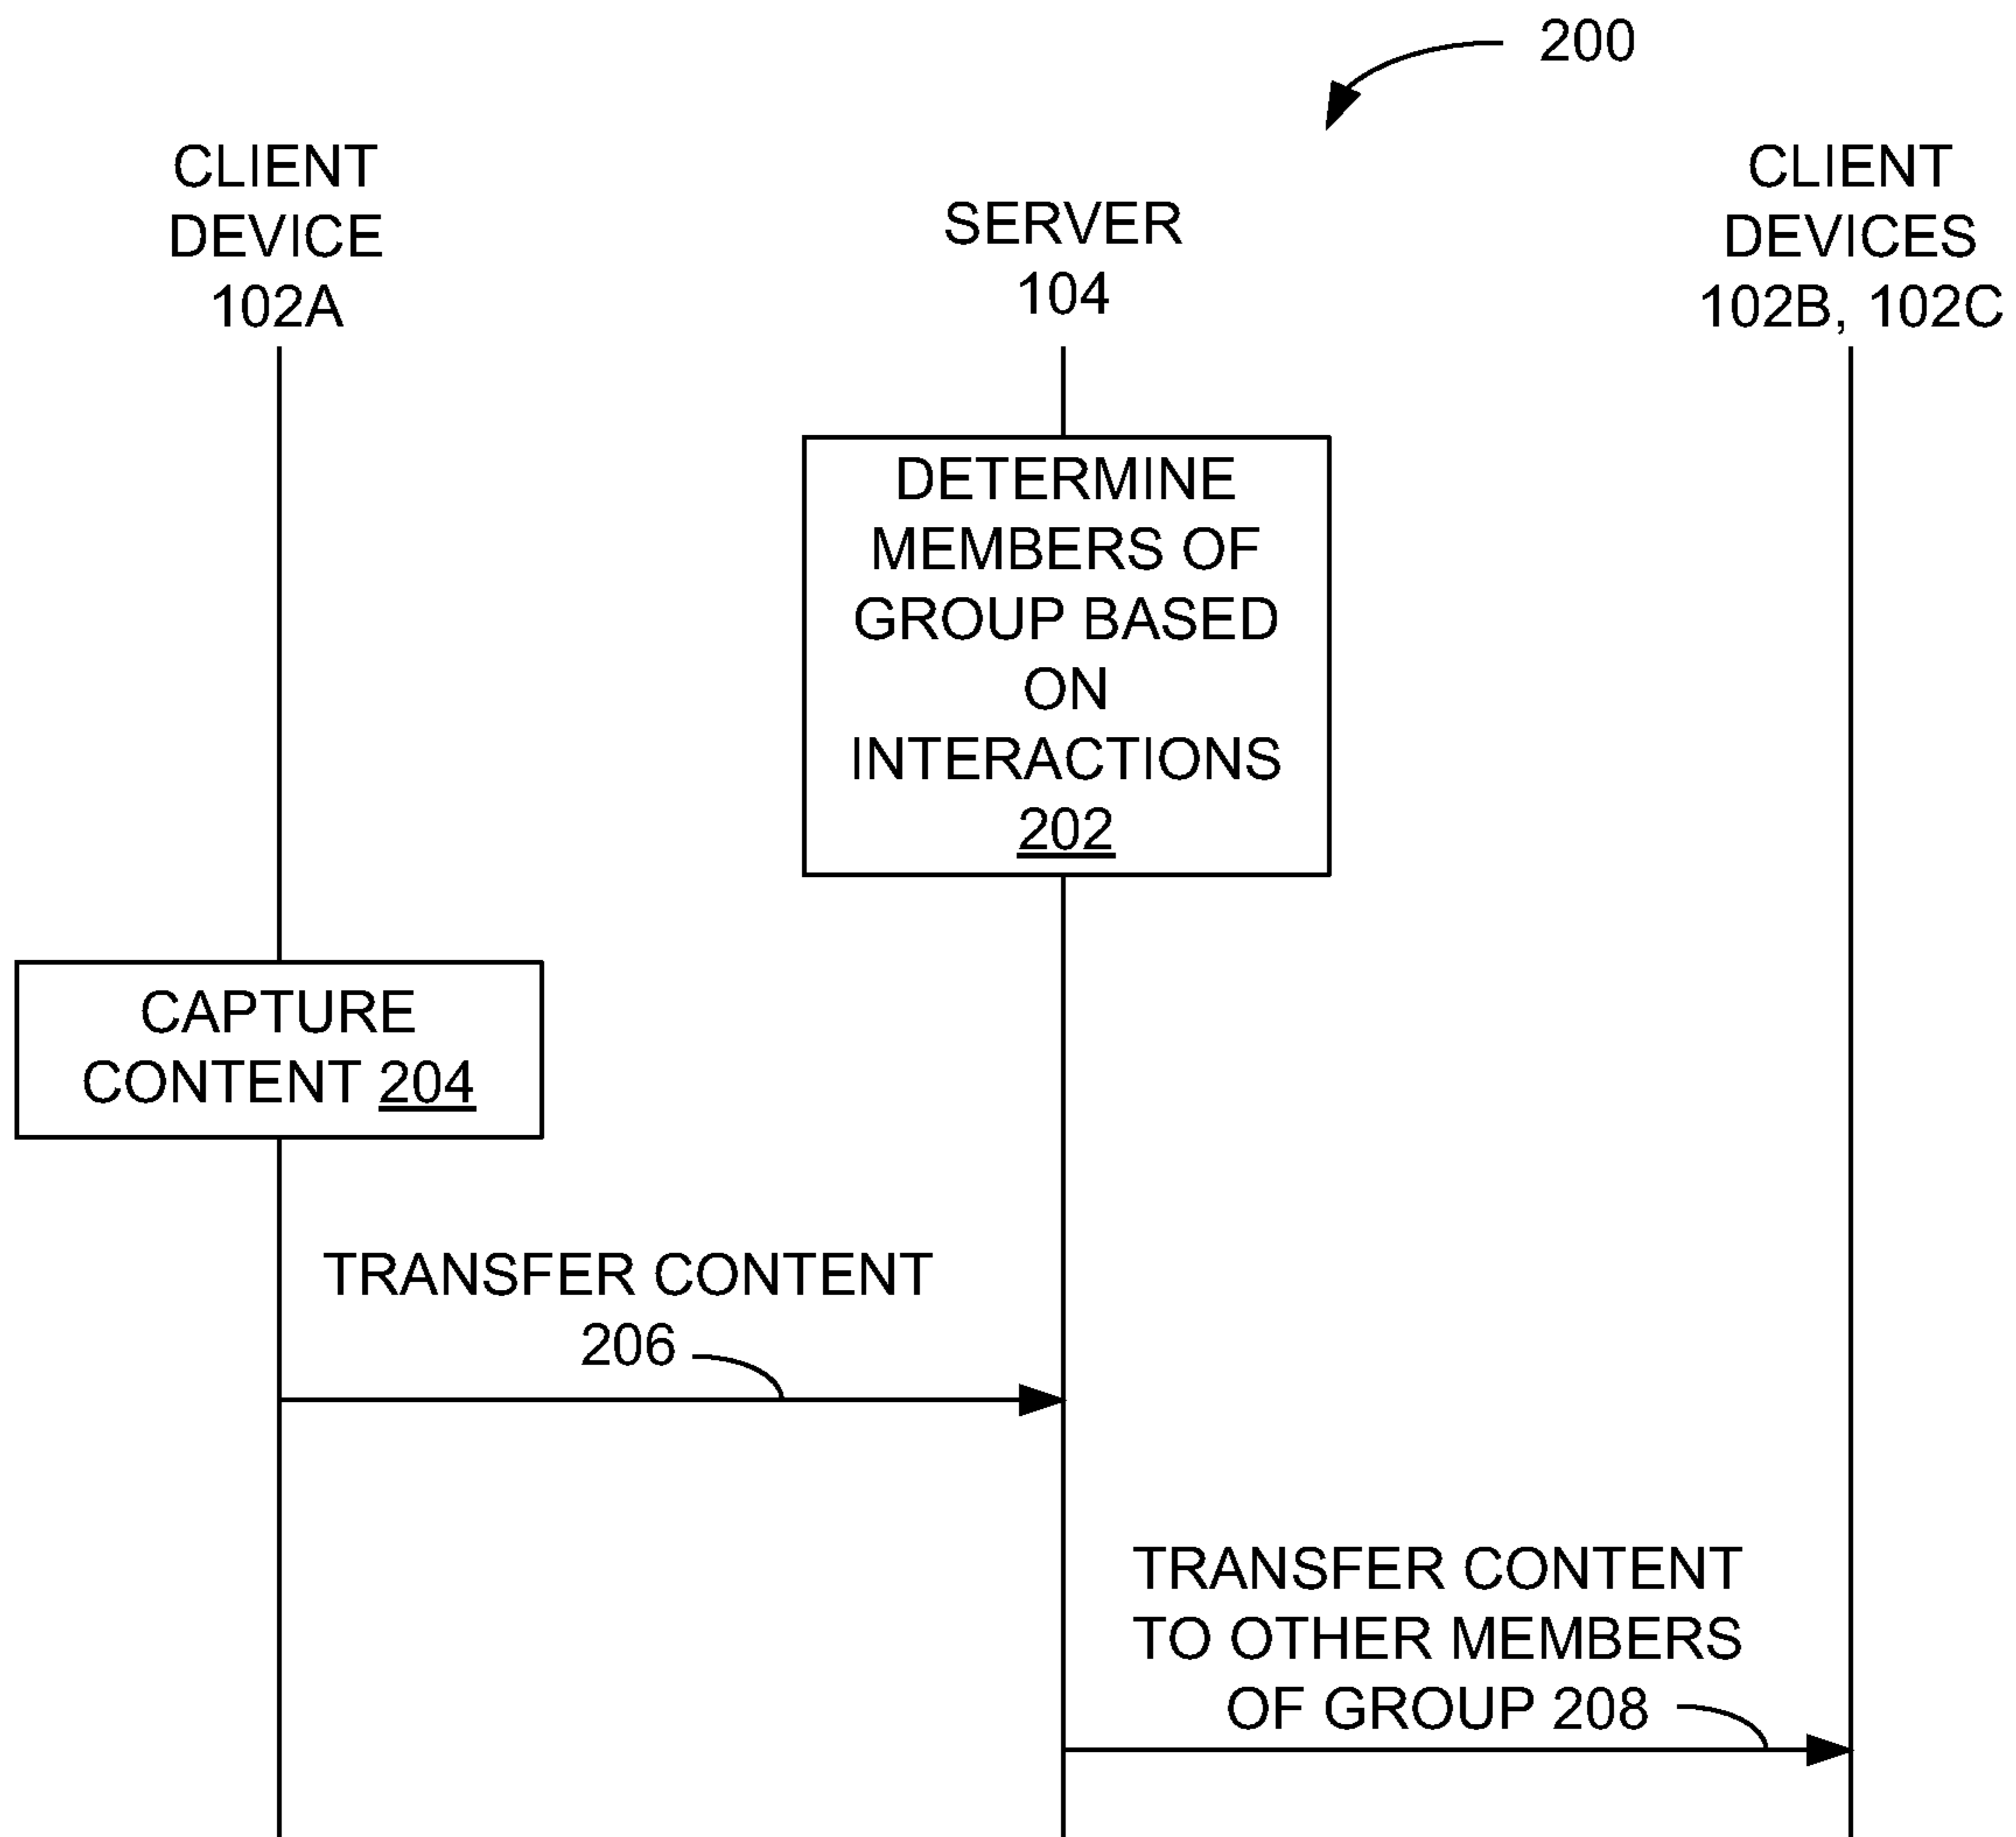 200
CLIENT
DEVICE
102A
SERVER
104
CLIENT
DEVICES
102B, 102C
DETERMINE
MEMBERS OF
GROUP BASED
ON
INTERACTIONS
202
CAPTURE
CONTENT 204
TRANSFER CONTENT
206
TRANSFER CONTENT
TO OTHER MEMBERS
OF GROUP 208